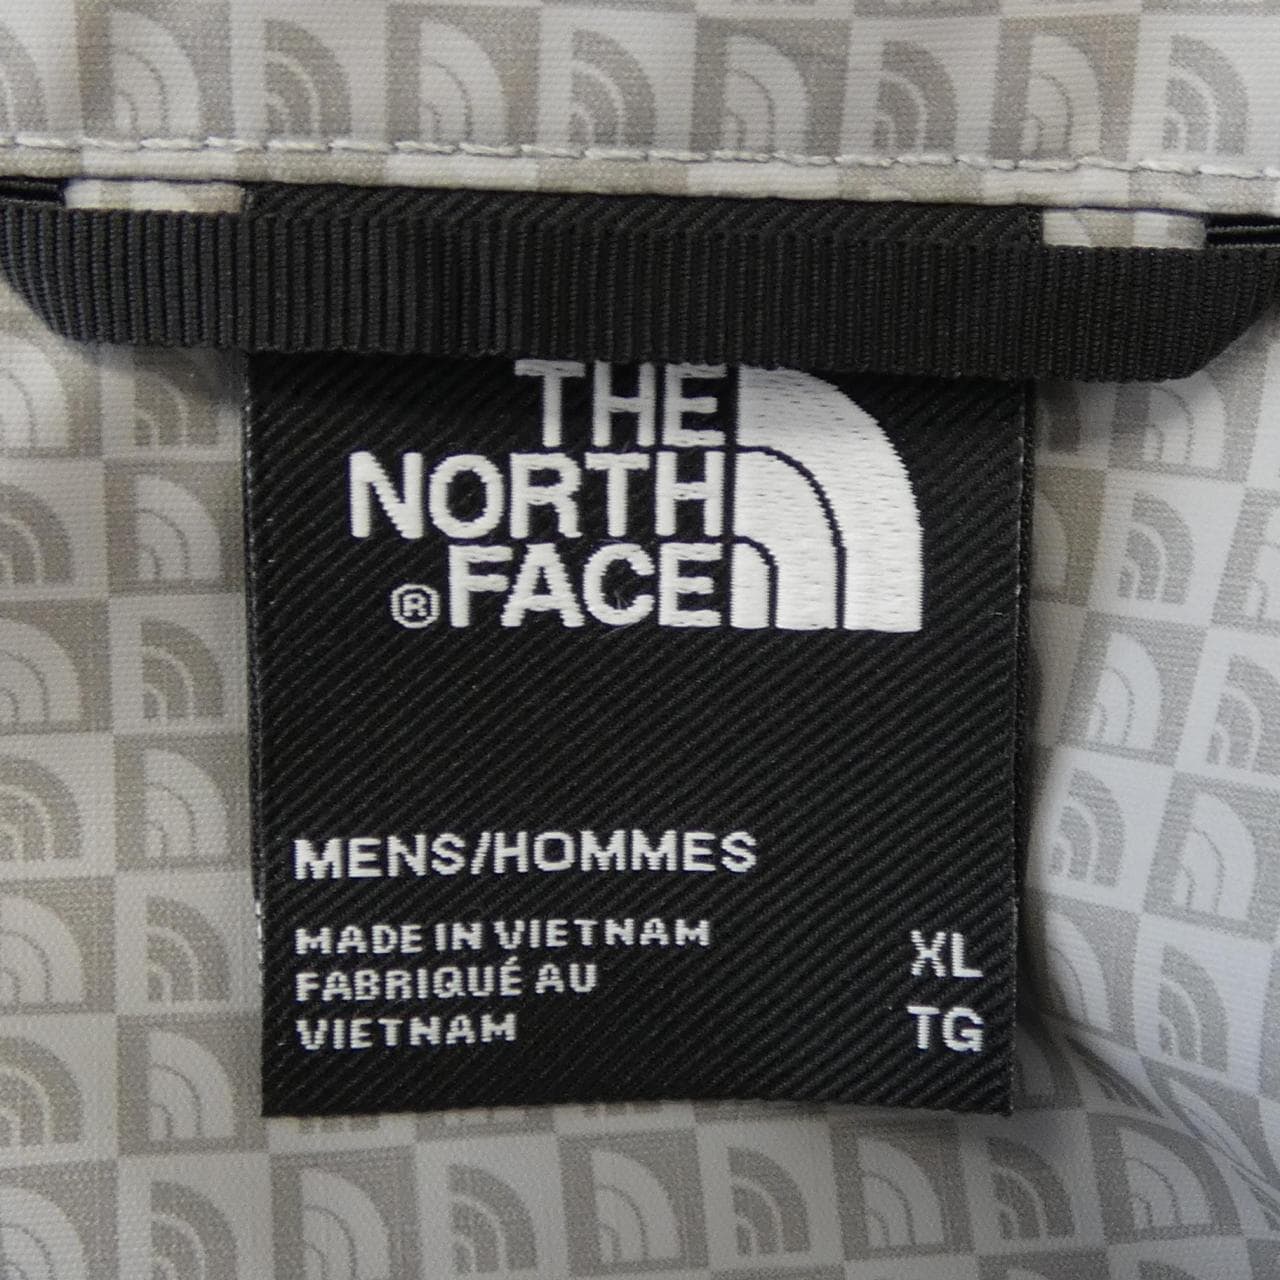 THE
NORTH
®FACE
MENS/HOMMES
MADE IN VIETNAM
FABRIQUÉ AU
VIETNAM
XL
TG